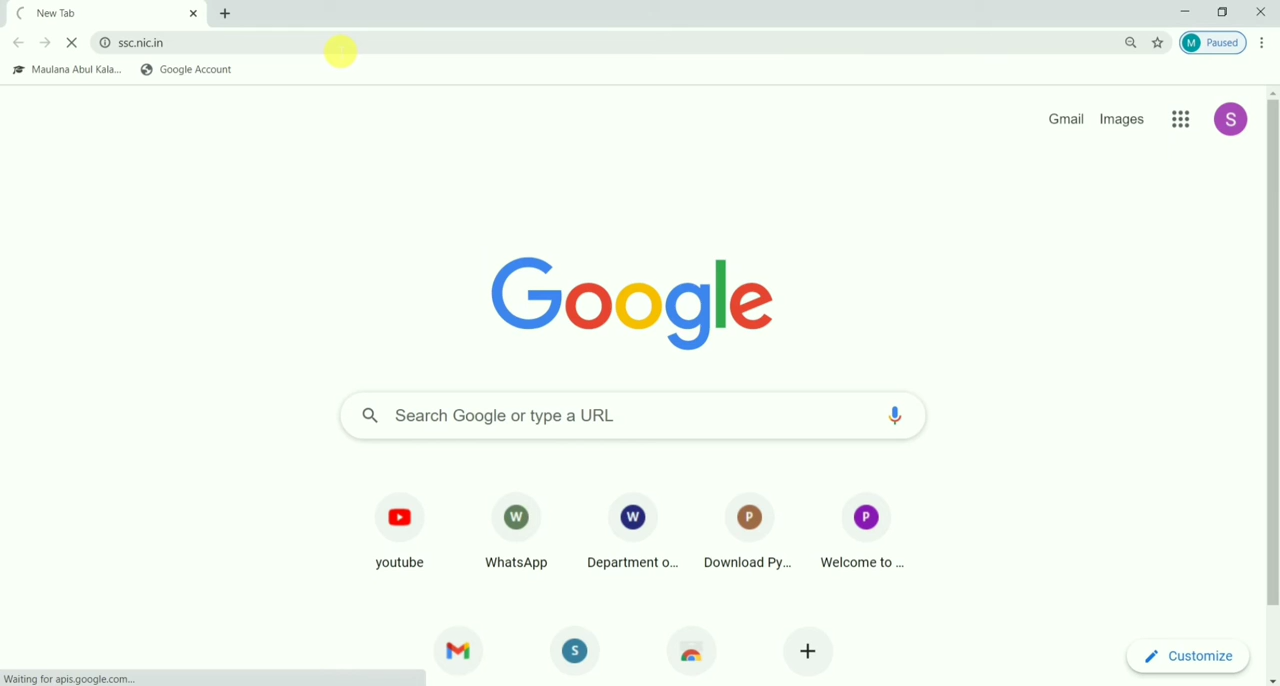 New Tab
ssc.nic.in
M Paused
Maulana Abul Kala... Google Account
Gmail Images S
Google
Search Google or type a URL
W W P P
youtube WhatsApp Department o... Download Py... Welcome to ...
S
Customize
Waiting for apis.google.com...